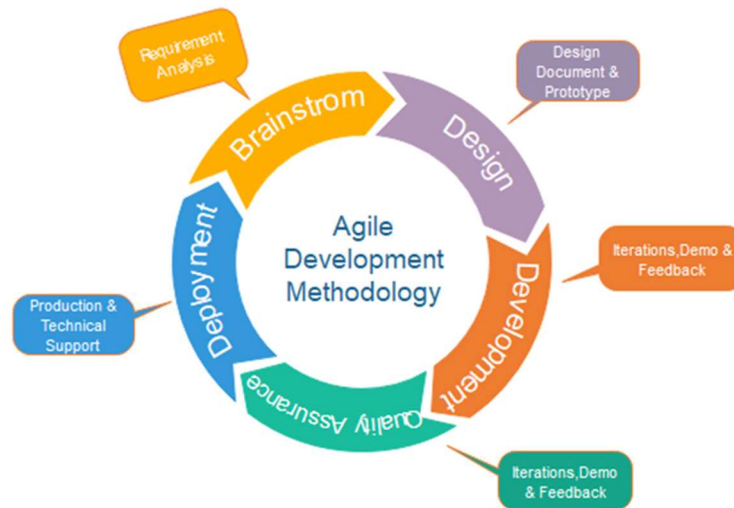 Requirement
Analysis
Brainstrom
Design
Document &
Prototype
Design
Iterations,Demo &
Feedback
Development
Iterations,Demo
& Feedback
Quality Assurance
Production &
Technical
Support
Deployment
Agile
Development
Methodology